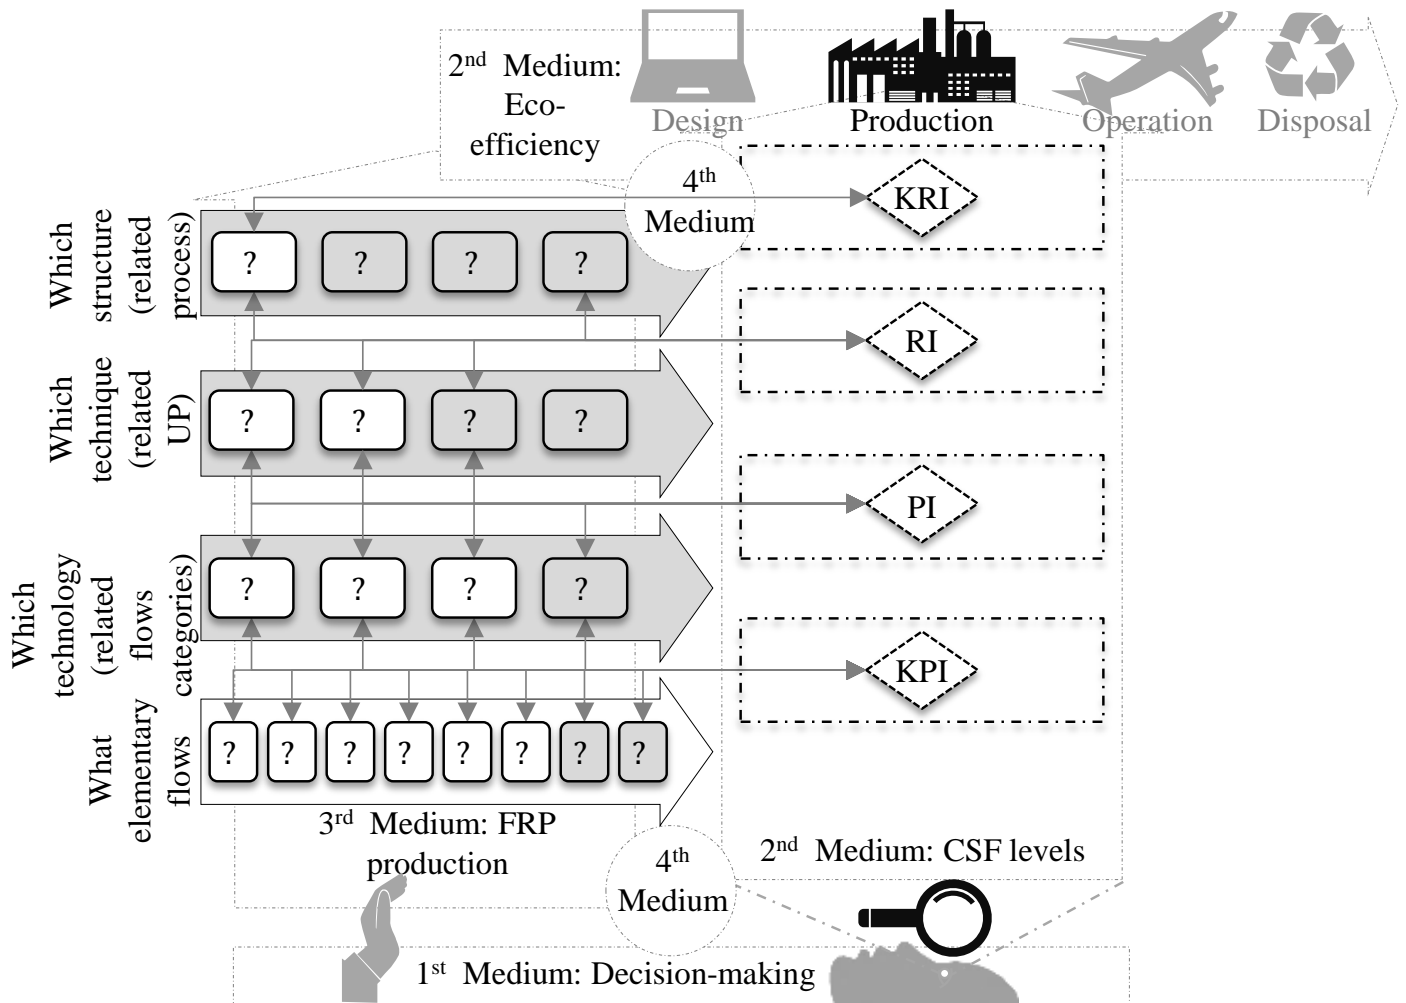 2nd Medium:
Eco-
efficiency
Design
Production
Operation
Disposal
4th
Medium
KRI
Which
structure
(related
process)
? ? ? ?
RI
Which
technique
(related
UP)
? ? ? ?
PI
Which
technology
(related
flows
categories)
? ? ? ?
KPI
What
elementary
flows
? ? ? ? ? ? ? ?
3rd Medium: FRP
production
4th
Medium
2nd Medium: CSF levels
1st Medium: Decision-making